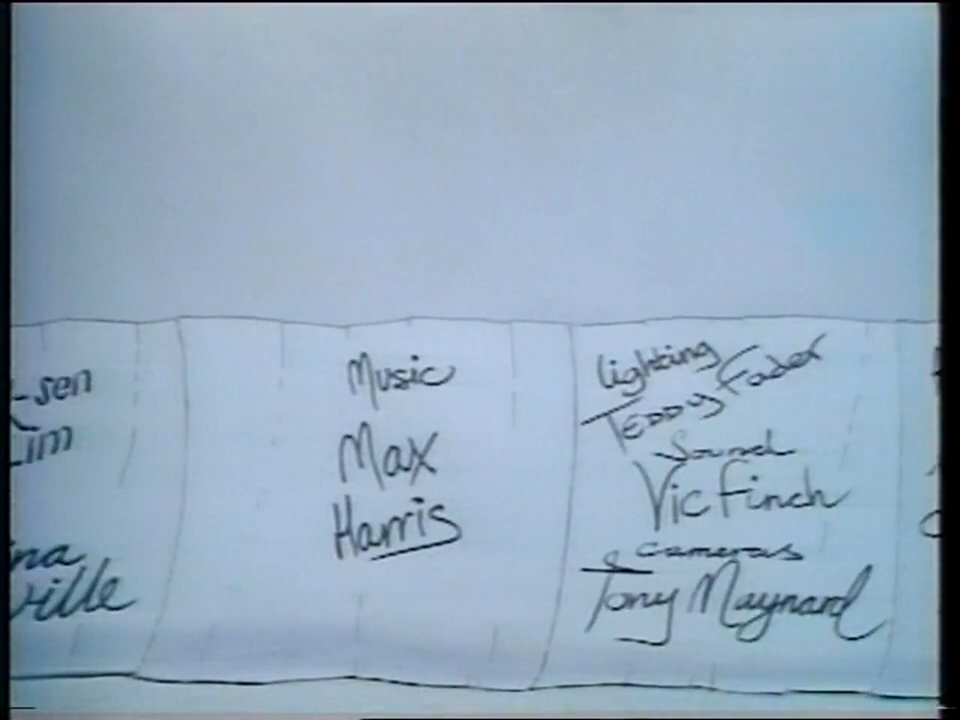 -sen
Lim
na
ville
Music
Max
Harris
Lighting
TEDDY Fader
Sound
Vic Finch
& cameras
Tony Maynard